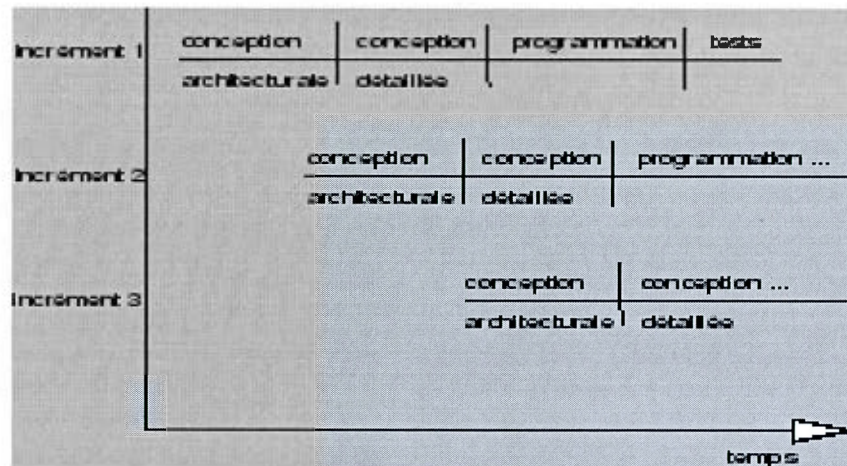 Incrément 1
conception conception programmation tests
architecturale détaillée
Incrément 2
conception conception programmation ...
architecturale détaillée
Incrément 3
conception conception ...
architecturale détaillée
temps